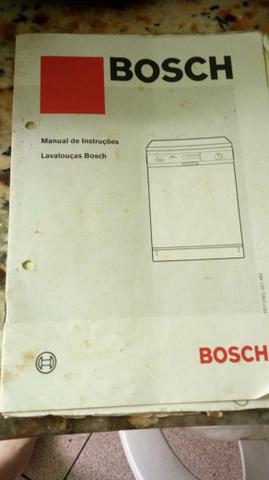 BOSCH
Manual de Instruções
Lavalouças Bosch
BOSCH